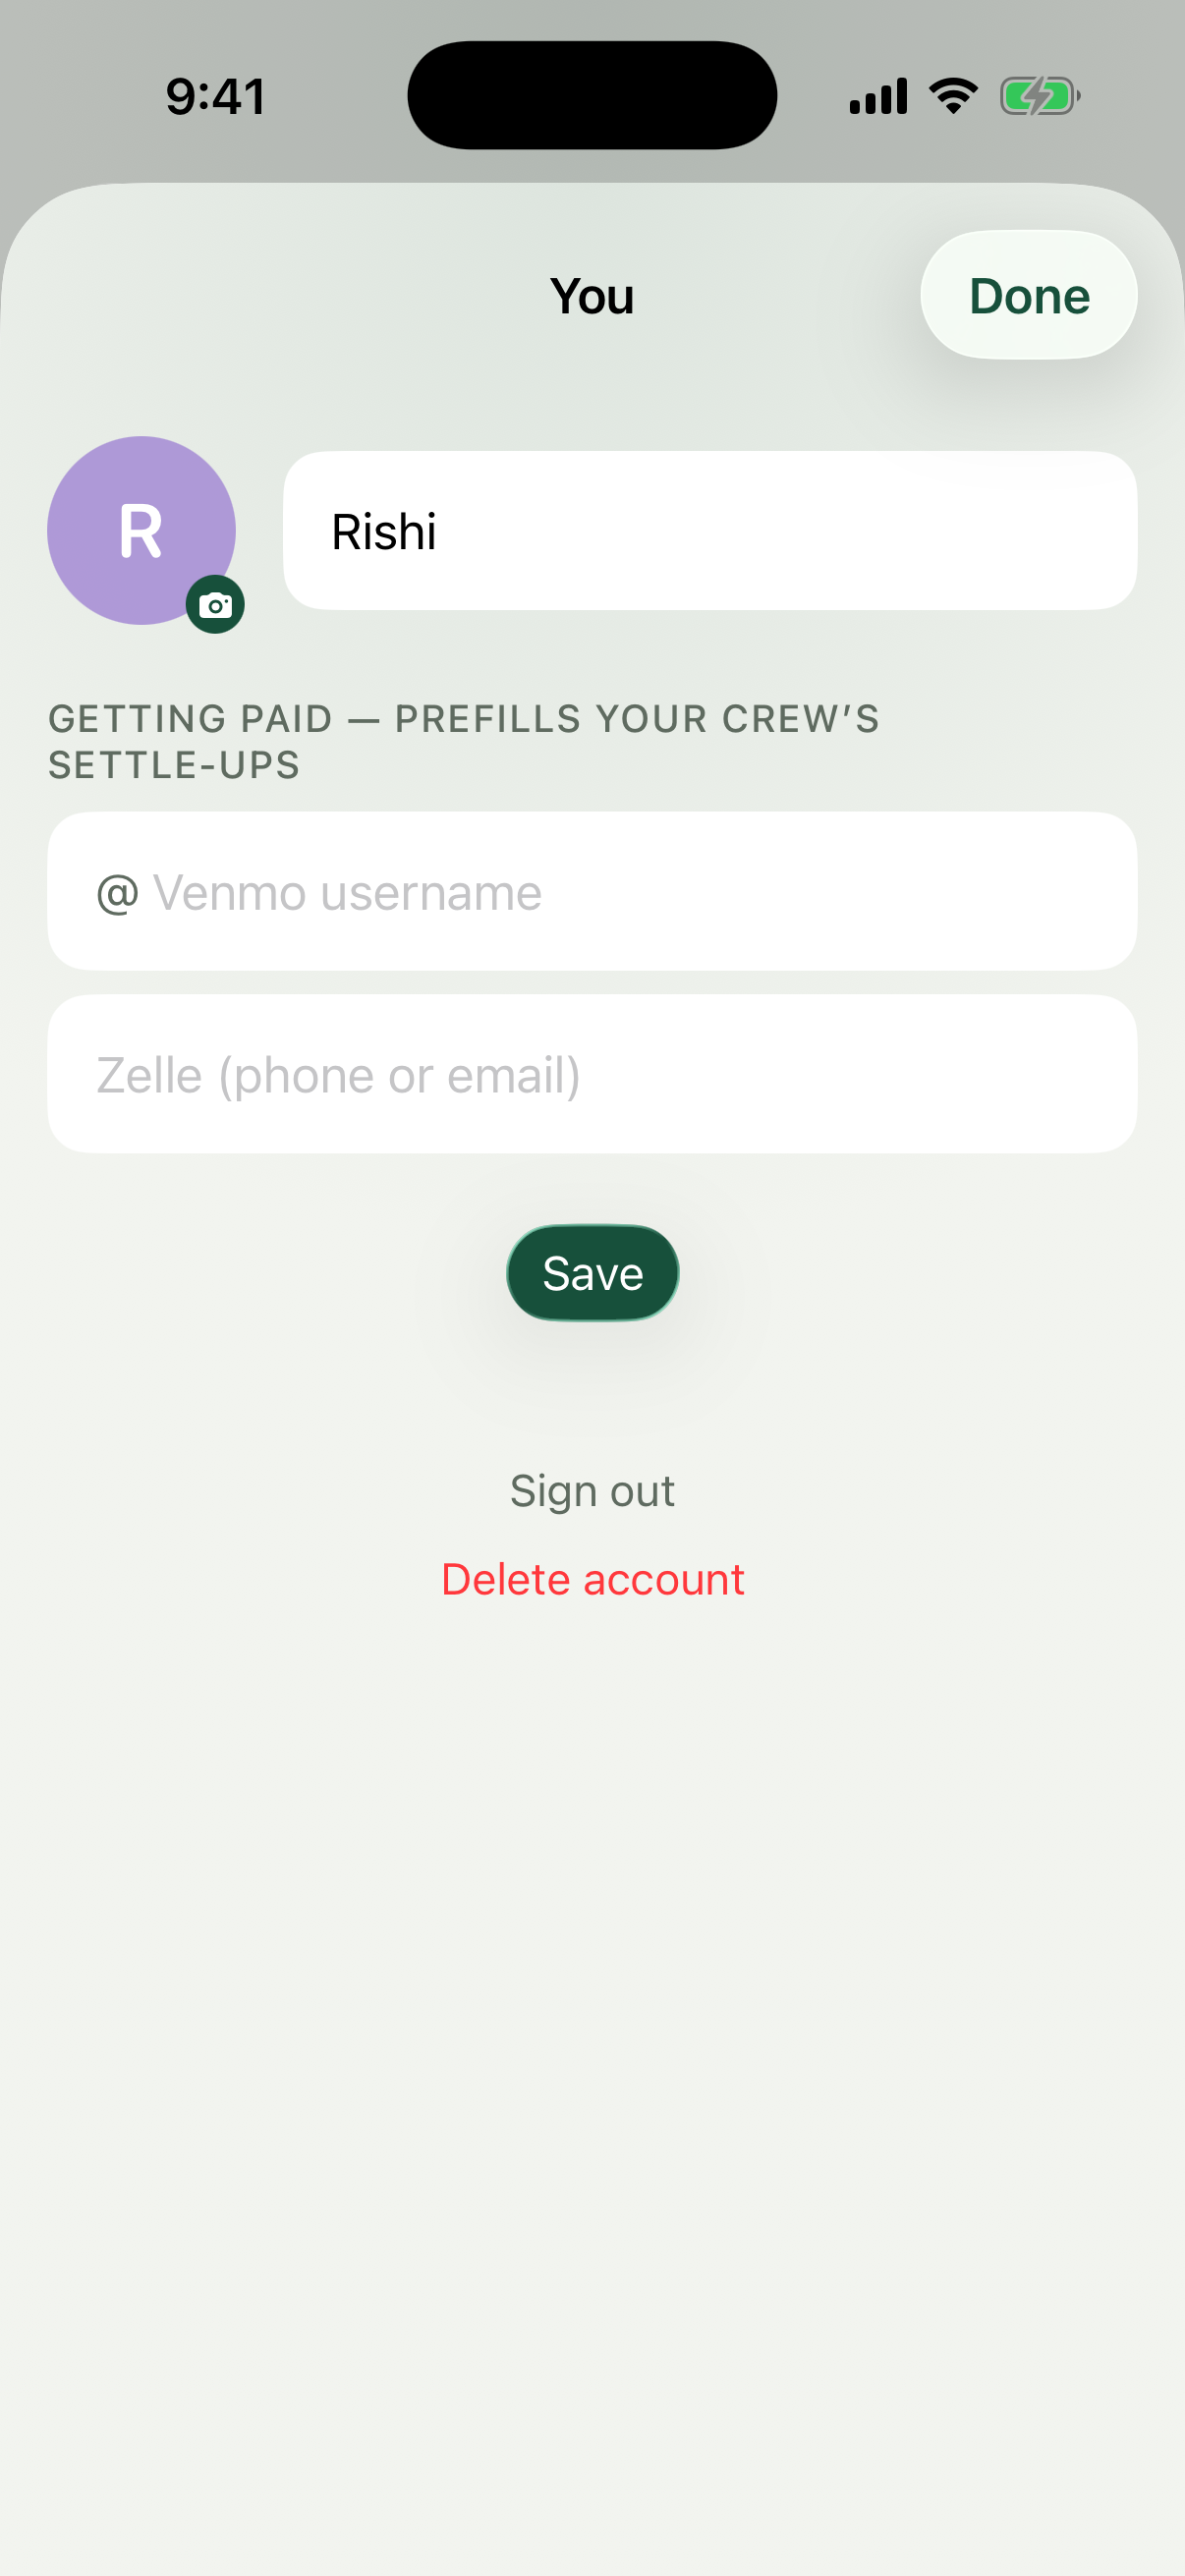 9:41
You
Done
R
Rishi
GETTING PAID — PREFILLS YOUR CREW’S
SETTLE-UPS
@ Venmo username
Zelle (phone or email)
Save
Sign out
Delete account